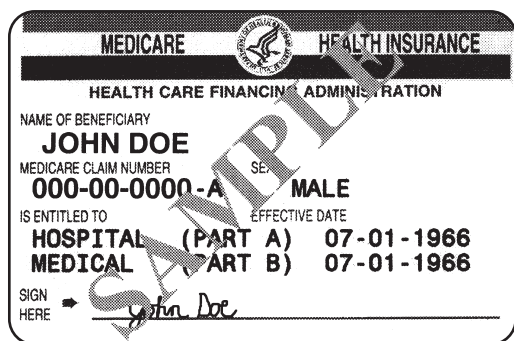 MEDICARE HEALTH INSURANCE
HEALTH CARE FINANCING ADMINISTRATION
NAME OF BENEFICIARY
JOHN DOE
MEDICARE CLAIM NUMBER SEX
000-00-0000-A MALE
IS ENTITLED TO EFFECTIVE DATE
HOSPITAL (PART A) 07-01-1966
MEDICAL (PART B) 07-01-1966
SIGN
HERE
John Doe
SAMPLE